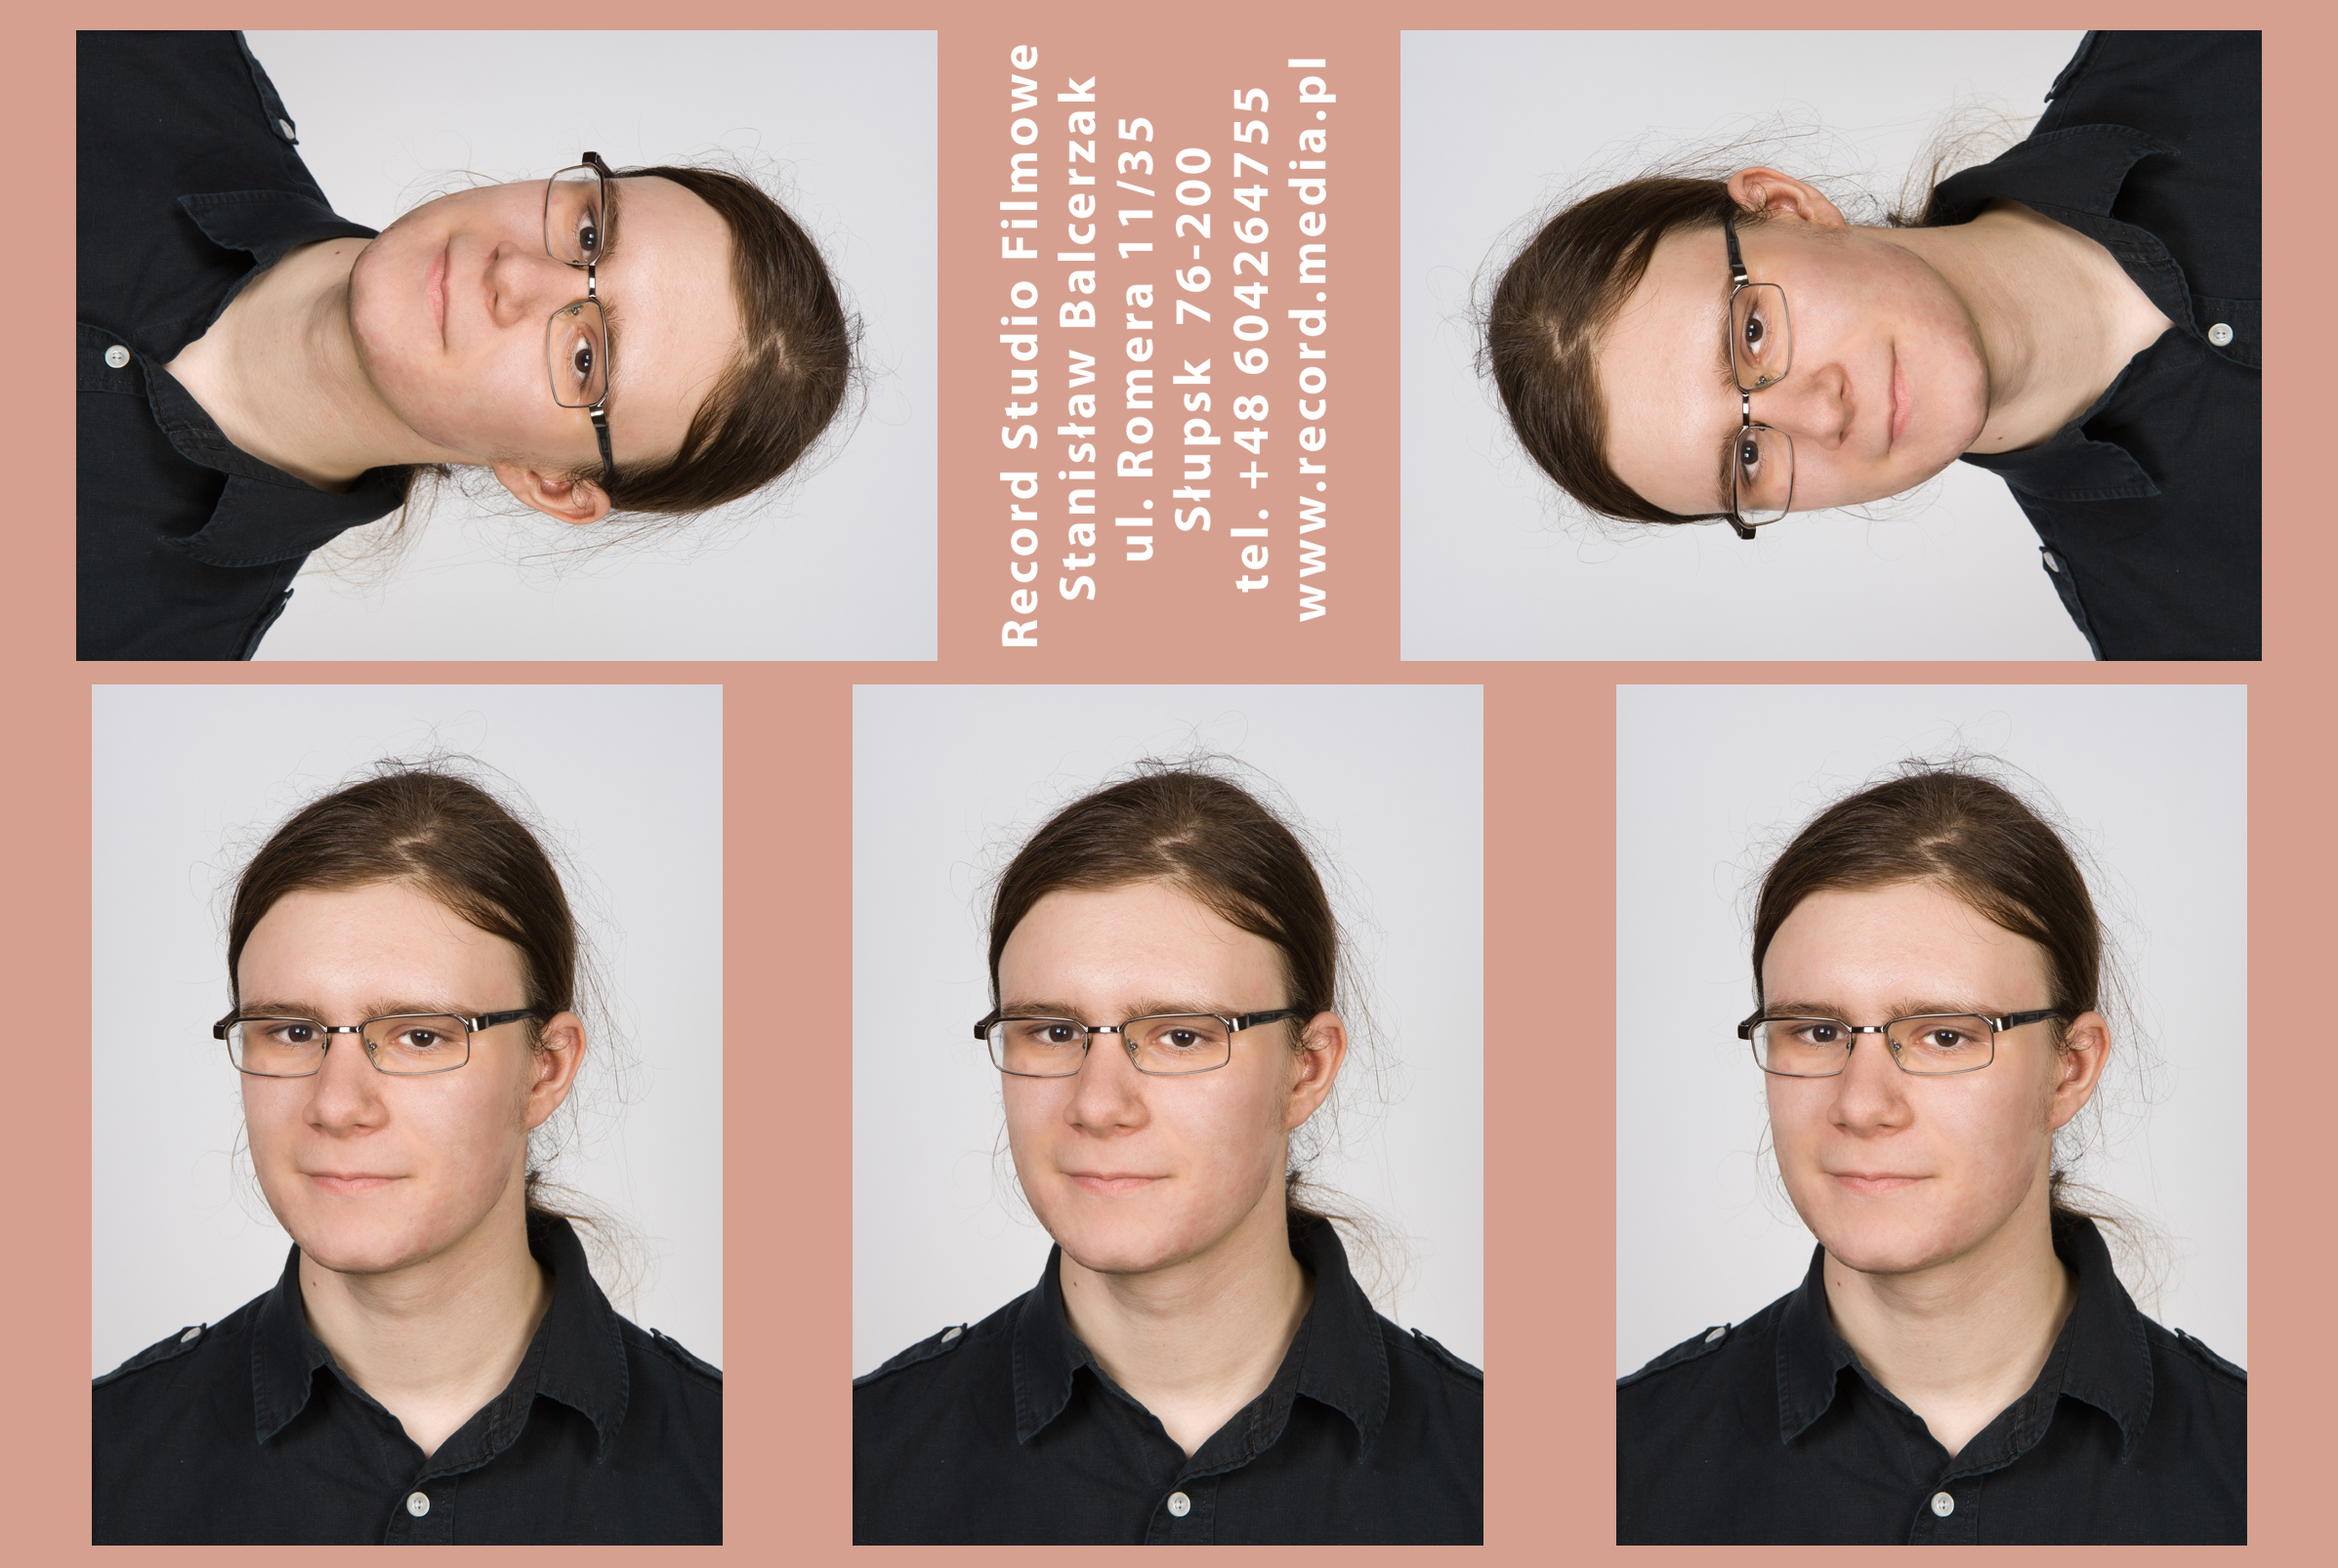 Record Studio Filmowe
Stanisław Balcerzak
ul. Romera 11/35
Słupsk 76-200
tel. +48 604264755
www.record.media.pl